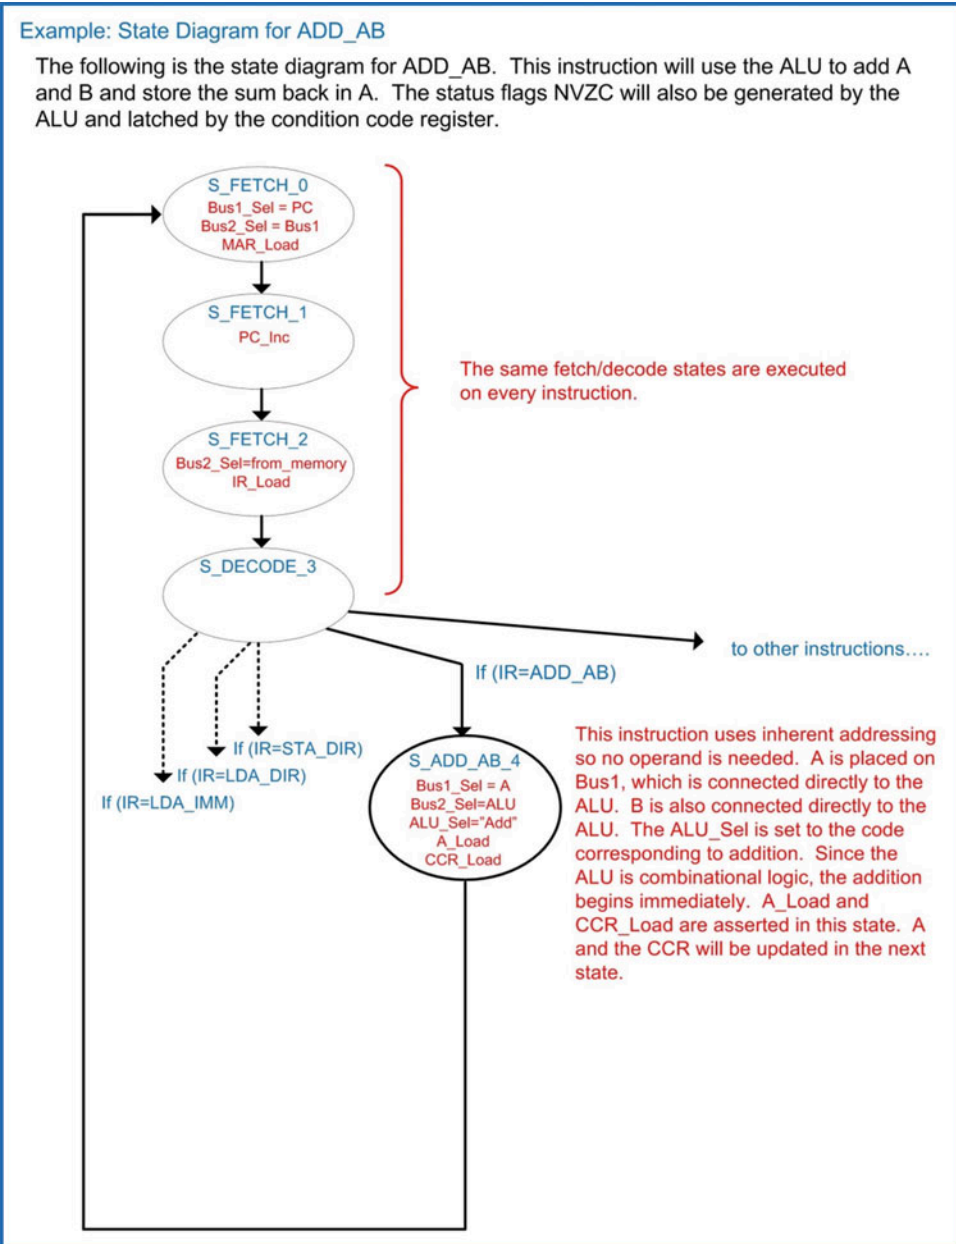 Example: State Diagram for ADD_AB
The following is the state diagram for ADD_AB.  This instruction will use the ALU to add A
and B and store the sum back in A.  The status flags NVZC will also be generated by the
ALU and latched by the condition code register.
S_FETCH_0
Bus1_Sel = PC
Bus2_Sel = Bus1
MAR_Load
S_FETCH_1
PC_Inc
The same fetch/decode states are executed
on every instruction.
S_FETCH_2
Bus2_Sel=from_memory
IR_Load
S_DECODE_3
to other instructions....
If (IR=ADD_AB)
If (IR=STA_DIR)
If (IR=LDA_DIR)
If (IR=LDA_IMM)
S_ADD_AB_4
Bus1_Sel = A
Bus2_Sel=ALU
ALU_Sel="Add"
A_Load
CCR_Load
This instruction uses inherent addressing
so no operand is needed.  A is placed on
Bus1, which is connected directly to the
ALU.  B is also connected directly to the
ALU.  The ALU_Sel is set to the code
corresponding to addition.  Since the
ALU is combinational logic, the addition
begins immediately.  A_Load and
CCR_Load are asserted in this state.  A
and the CCR will be updated in the next
state.